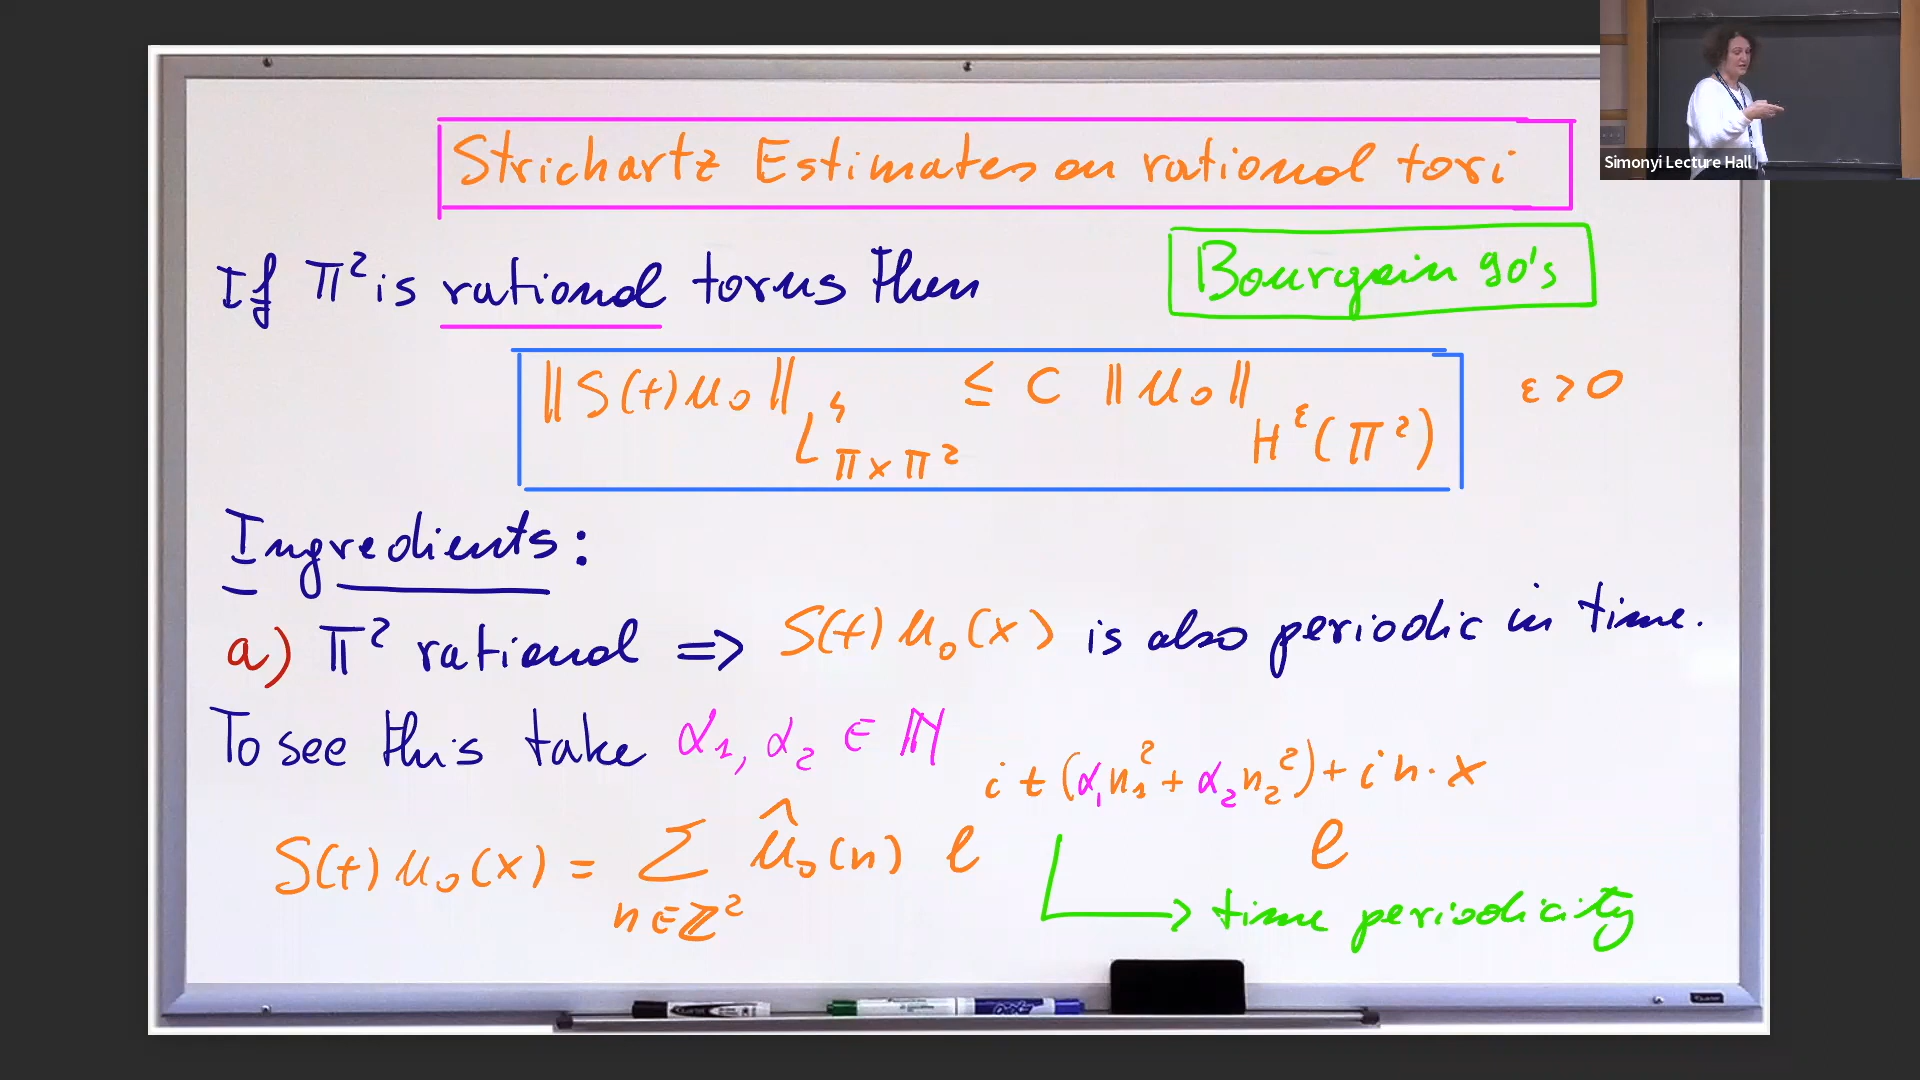 Strichartz Estimates on rational tori
Simonyi Lecture Hall
If 𝕋² is rational torus then
Bourgain 90's
‖S(t)u₀‖_{L⁴_{𝕋×𝕋²}} ≤ C ‖u₀‖_{H^ε(𝕋²)} ε>0
Ingredients:
a) 𝕋² rational => S(t)u₀(x) is also periodic in time.
To see this take α₁, α₂ ∈ ℕ
S(t)u₀(x) = Σ_{n∈ℤ²} û₀(n) e^{it(α₁n₁²+α₂n₂²)+in·x} e
→ time periodicity